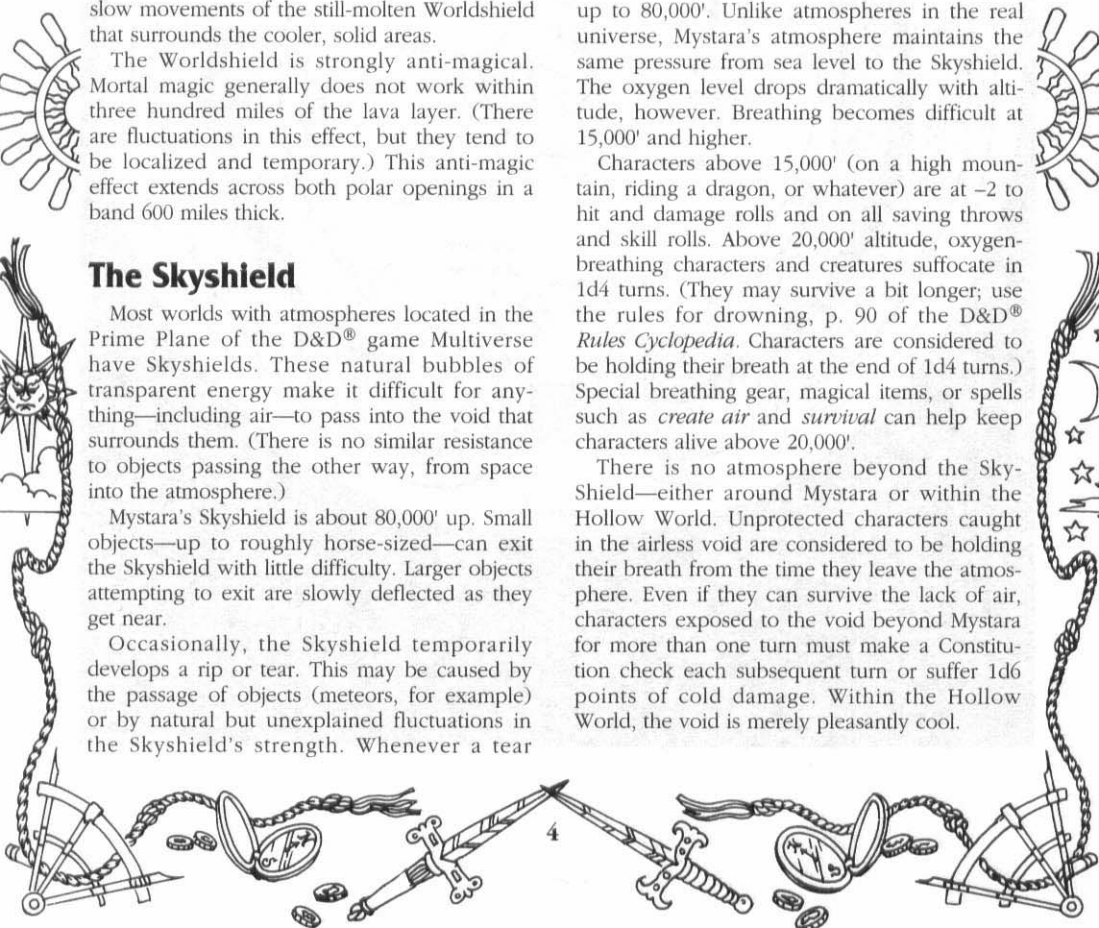 slow movements of the still-molten Worldshield
that surrounds the cooler, solid areas.
The Worldshield is strongly anti-magical.
Mortal magic generally does not work within
three hundred miles of the lava layer. (There
are fluctuations in this effect, but they tend to
be localized and temporary.) This anti-magic
effect extends across both polar openings in a
band 600 miles thick.
The Skyshield
Most worlds with atmospheres located in the
Prime Plane of the D&D® game Multiverse
have Skyshields. These natural bubbles of
transparent energy make it difficult for any-
thing—including air—to pass into the void that
surrounds them. (There is no similar resistance
to objects passing the other way, from space
into the atmosphere.)
Mystara's Skyshield is about 80,000' up. Small
objects—up to roughly horse-sized—can exit
the Skyshield with little difficulty. Larger objects
attempting to exit are slowly deflected as they
get near.
Occasionally, the Skyshield temporarily
develops a rip or tear. This may be caused by
the passage of objects (meteors, for example)
or by natural but unexplained fluctuations in
the Skyshield's strength. Whenever a tear
up to 80,000'. Unlike atmospheres in the real
universe, Mystara's atmosphere maintains the
same pressure from sea level to the Skyshield.
The oxygen level drops dramatically with alti-
tude, however. Breathing becomes difficult at
15,000' and higher.
Characters above 15,000' (on a high moun-
tain, riding a dragon, or whatever) are at –2 to
hit and damage rolls and on all saving throws
and skill rolls. Above 20,000' altitude, oxygen-
breathing characters and creatures suffocate in
1d4 turns. (They may survive a bit longer; use
the rules for drowning, p. 90 of the D&D®
Rules Cyclopedia. Characters are considered to
be holding their breath at the end of 1d4 turns.)
Special breathing gear, magical items, or spells
such as create air and survival can help keep
characters alive above 20,000'.
There is no atmosphere beyond the Sky-
Shield—either around Mystara or within the
Hollow World. Unprotected characters caught
in the airless void are considered to be holding
their breath from the time they leave the atmos-
phere. Even if they can survive the lack of air,
characters exposed to the void beyond Mystara
for more than one turn must make a Constitu-
tion check each subsequent turn or suffer 1d6
points of cold damage. Within the Hollow
World, the void is merely pleasantly cool.
4